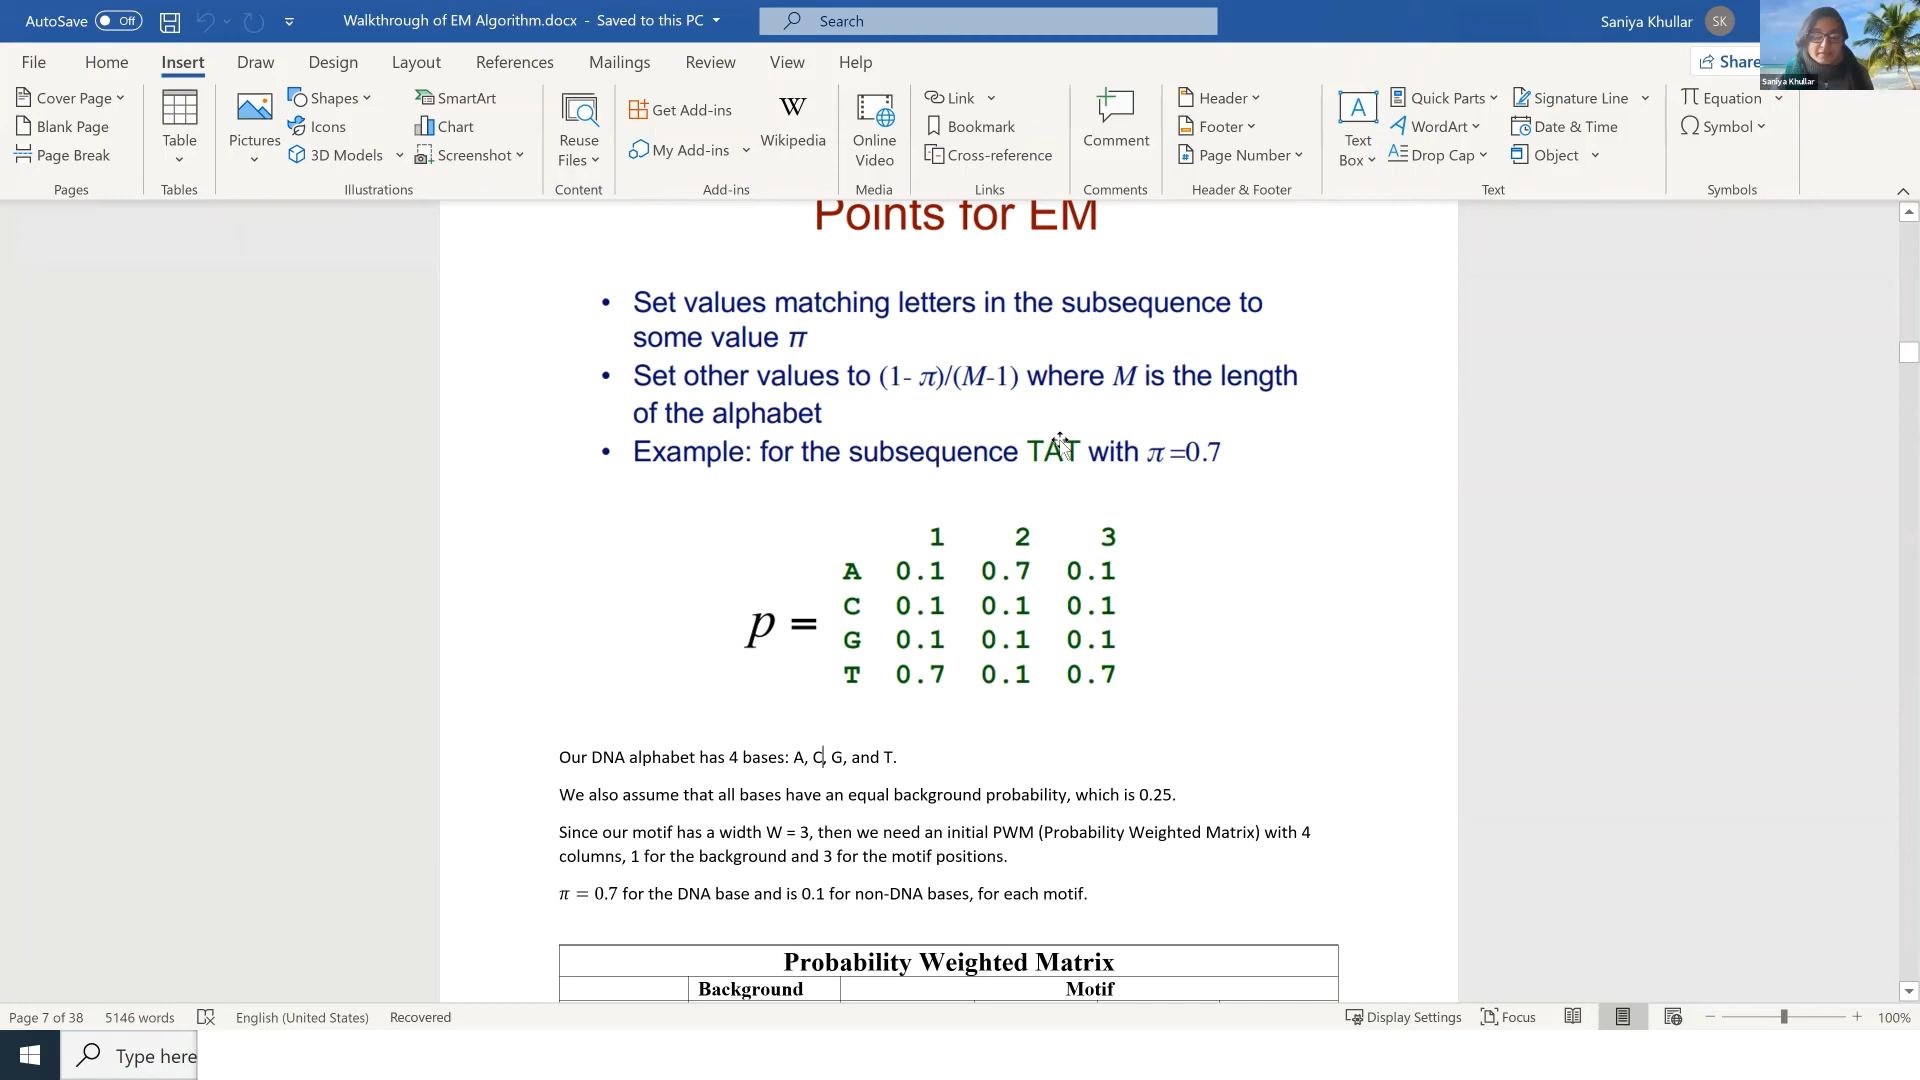 AutoSave Off Walkthrough of EM Algorithm.docx - Saved to this PC Search Saniya Khullar SK
File Home Insert Draw Design Layout References Mailings Review View Help Share
Saniya Khullar
Cover Page
Blank Page
Page Break
Pages
Table
Tables
Pictures
Shapes
Icons
3D Models
SmartArt
Chart
Screenshot
Illustrations
Reuse
Files
Content
Get Add-ins
My Add-ins
W
Wikipedia
Add-ins
Online
Video
Media
Link
Bookmark
Cross-reference
Links
Comment
Comments
Header
Footer
Page Number
Header & Footer
A
Text
Box
Quick Parts
WordArt
Drop Cap
Signature Line
Date & Time
Object
Text
Equation
Symbol
Symbols
Points for EM
• Set values matching letters in the subsequence to
some value π
• Set other values to (1- π)/(M-1) where M is the length
of the alphabet
• Example: for the subsequence TAT with π =0.7
1 2 3
A 0.1 0.7 0.1
C 0.1 0.1 0.1
p =
G 0.1 0.1 0.1
T 0.7 0.1 0.7
Our DNA alphabet has 4 bases: A, C, G, and T.
We also assume that all bases have an equal background probability, which is 0.25.
Since our motif has a width W = 3, then we need an initial PWM (Probability Weighted Matrix) with 4
columns, 1 for the background and 3 for the motif positions.
π = 0.7 for the DNA base and is 0.1 for non-DNA bases, for each motif.
Probability Weighted Matrix
Background Motif
Page 7 of 38 5146 words English (United States) Recovered Display Settings Focus 100%
Type here